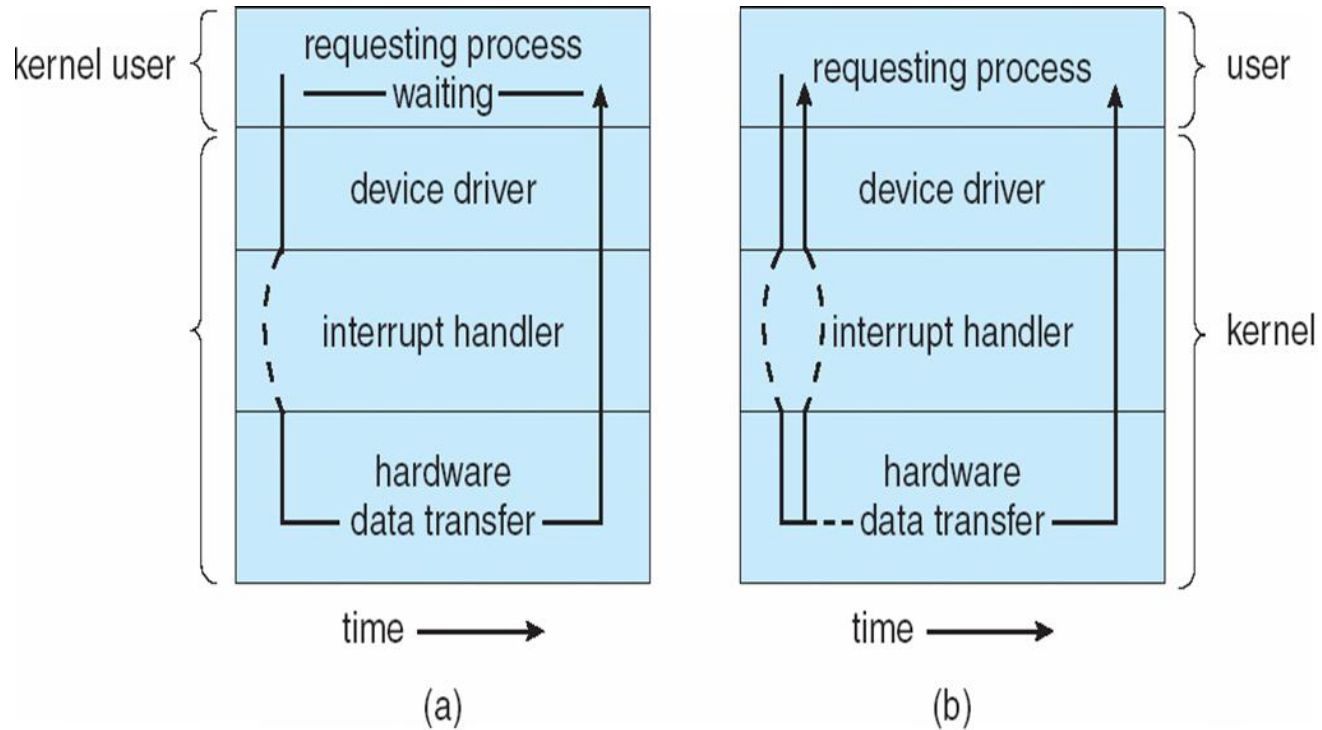 kernel user
requesting process
waiting
device driver
interrupt handler
hardware
data transfer
time
(a)
requesting process
user
device driver
interrupt handler
kernel
hardware
data transfer
time
(b)